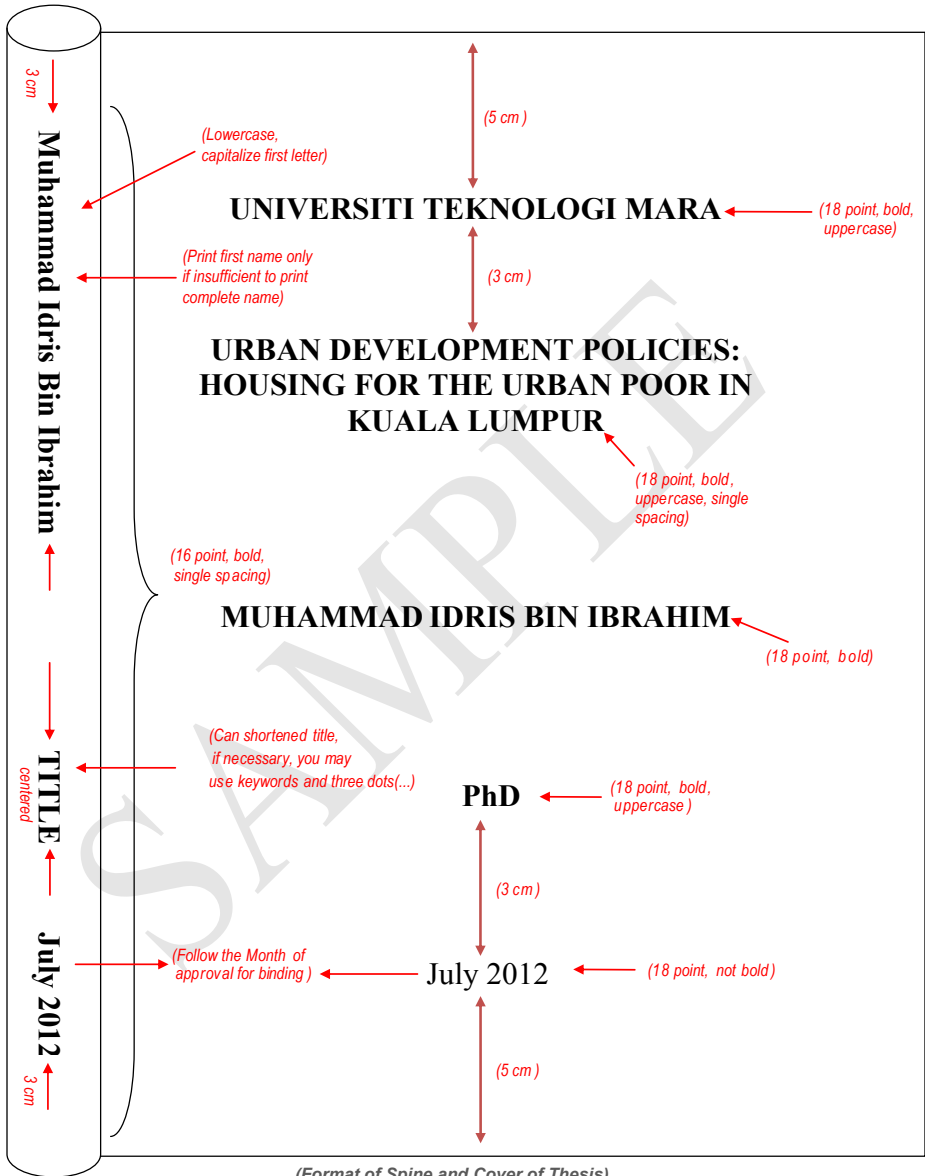 3 cm
Muhammad Idris Bin Ibrahim
TITLE
centered
July 2012
3 cm
(Lowercase,
capitalize first letter)
(Print first name only
if insufficient to print
complete name)
(16 point, bold,
single spacing)
(Can shortened title,
if necessary, you may
use keywords and three dots(...)
(Follow the Month of
approval for binding )
(5 cm )
UNIVERSITI TEKNOLOGI MARA
(18 point, bold,
uppercase)
(3 cm )
URBAN DEVELOPMENT POLICIES:
HOUSING FOR THE URBAN POOR IN
KUALA LUMPUR
(18 point, bold,
uppercase, single
spacing)
MUHAMMAD IDRIS BIN IBRAHIM
(18 point, bold)
PhD
(18 point, bold,
uppercase )
(3 cm )
July 2012
(18 point, not bold )
(5 cm )
SAMPLE
(Format of Spine and Cover of Thesis)